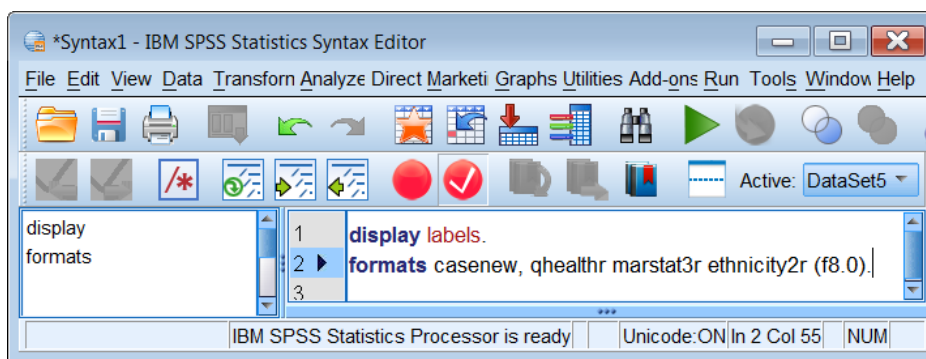 *Syntax1 - IBM SPSS Statistics Syntax Editor
File Edit View Data Transforn Analyze Direct Marketi Graphs Utilities Add-ons Run Tools Window Help
/*
Active: DataSet5
display
formats
1 display labels.
2 formats casenew, qhealthr marstat3r ethnicity2r (f8.0).
3
IBM SPSS Statistics Processor is ready Unicode:ON In 2 Col 55 NUM